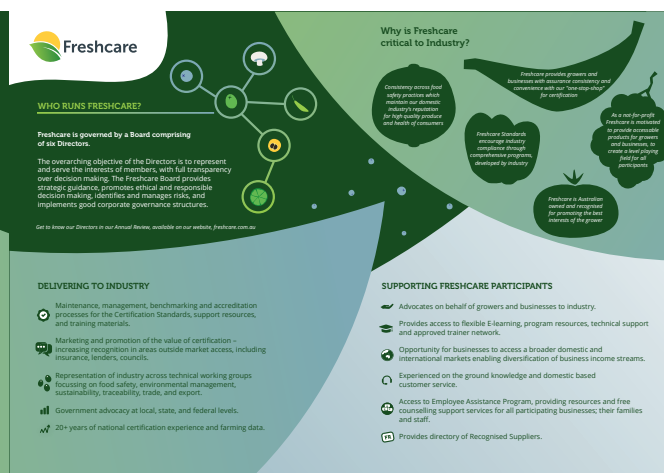 Freshcare
WHO RUNS FRESHCARE?
Freshcare is governed by a Board comprising
of six Directors.
The overarching objective of the Directors is to represent
and serve the interests of members, with full transparency
over decision making. The Freshcare Board provides
strategic guidance, promotes ethical and responsible
decision making, identifies and manages risks, and
implements good corporate governance structures.
Get to know our Directors in our Annual Review, available on our website, freshcare.com.au
Why is Freshcare
critical to Industry?
Consistency across food
safety practices which
maintain our domestic
industry's reputation
for high quality produce
and health of consumers
Freshcare provides growers and
businesses with assurance consistency and
convenience with our "one-stop-shop"
for certification
Freshcare Standards
encourage industry
compliance through
comprehensive programs,
developed by industry
As a not-for-profit
Freshcare is motivated
to provide accessible
products for growers
and businesses, to
create a level playing
field for all
participants
Freshcare is Australian
owned and recognised
for promoting the best
interests of the grower
DELIVERING TO INDUSTRY
Maintenance, management, benchmarking and accreditation
processes for the Certification Standards, support resources,
and training materials.
Marketing and promotion of the value of certification –
increasing recognition in areas outside market access, including
insurance, lenders, councils.
Representation of industry across technical working groups
focussing on food safety, environmental management,
sustainability, traceability, trade, and export.
Government advocacy at local, state, and federal levels.
20+ years of national certification experience and farming data.
SUPPORTING FRESHCARE PARTICIPANTS
Advocates on behalf of growers and businesses to industry.
Provides access to flexible E-learning, program resources, technical support
and approved trainer network.
Opportunity for businesses to access a broader domestic and
international markets enabling diversification of business income streams.
Experienced on the ground knowledge and domestic based
customer service.
Access to Employee Assistance Program, providing resources and free
counselling support services for all participating businesses; their families
and staff.
FR
Provides directory of Recognised Suppliers.